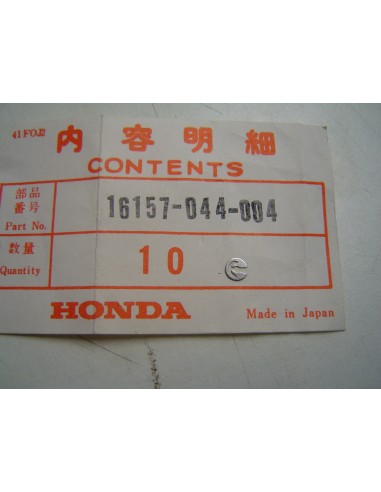 41FOJ2
内容明細
CONTENTS
部品
番号
Part No.
16157-044-004
数量
Quantity
10
HONDA
Made in Japan